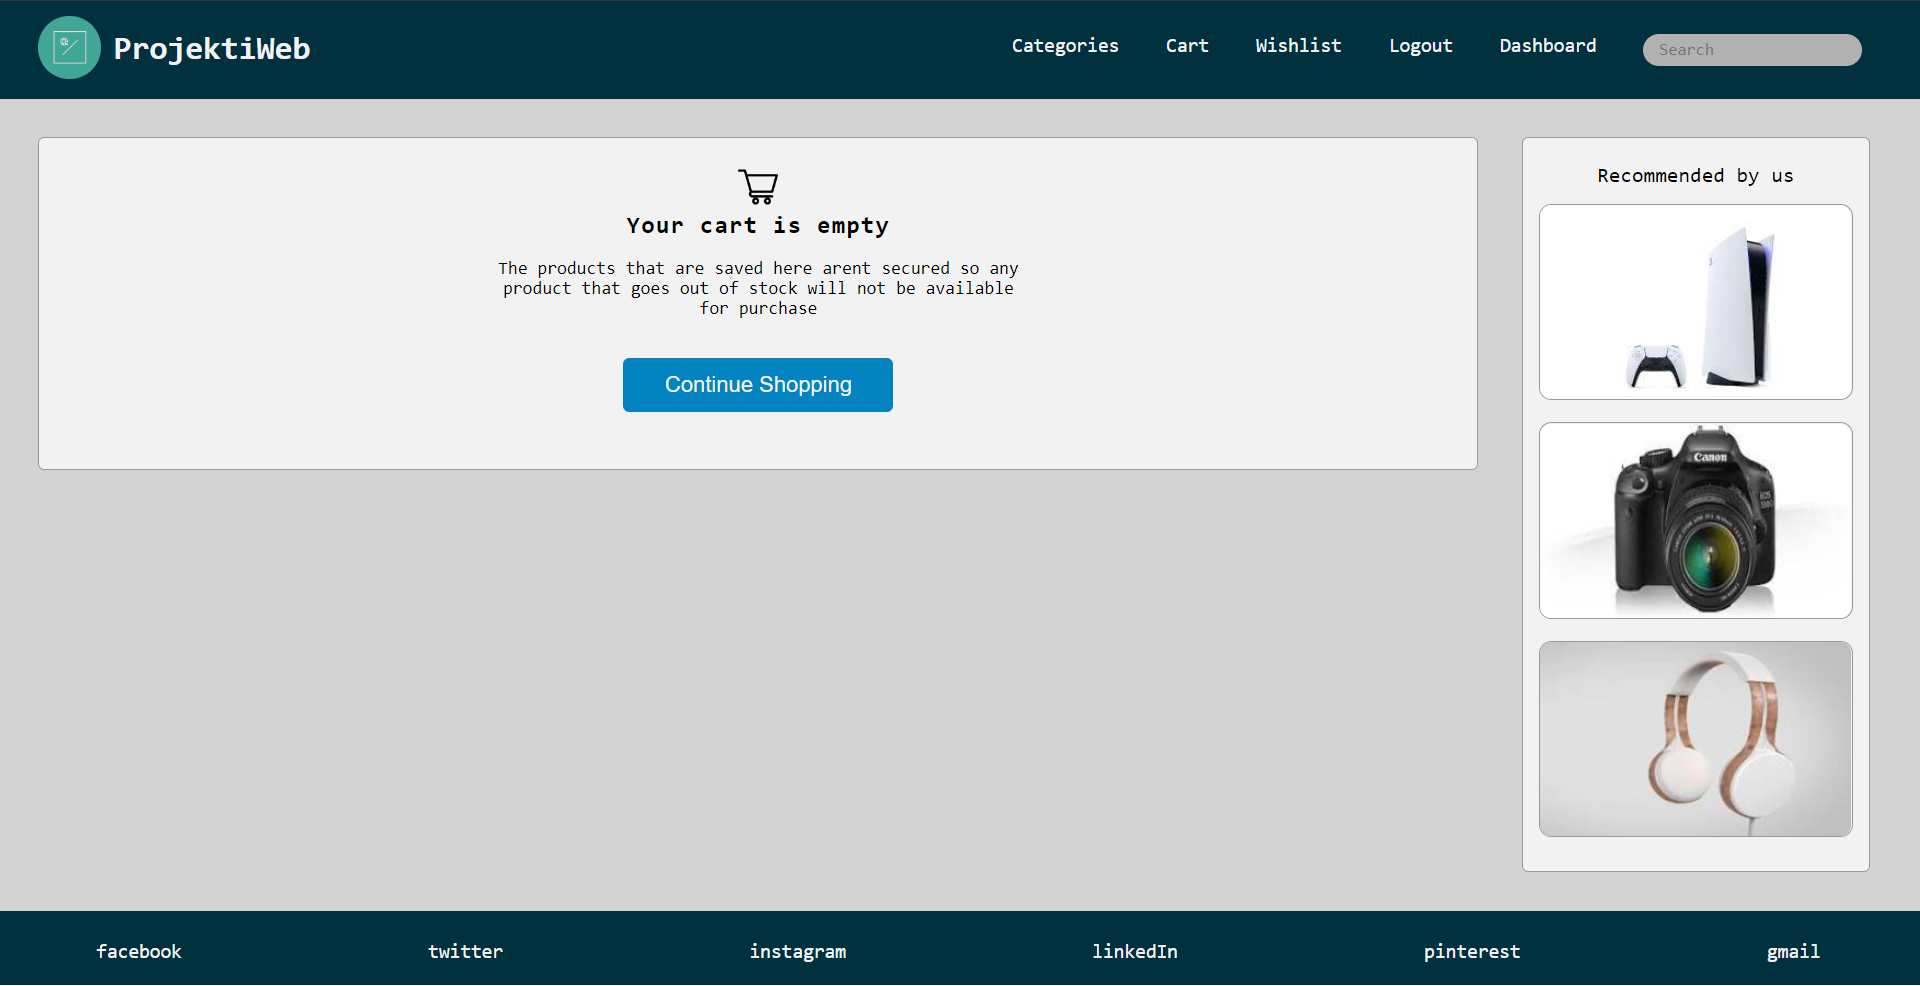 ProjektiWeb
Categories
Cart
Wishlist
Logout
Dashboard
Search
Your cart is empty
The products that are saved here arent secured so any
product that goes out of stock will not be available
for purchase
Continue Shopping
Recommended by us
Canon
facebook
twitter
instagram
linkedIn
pinterest
gmail